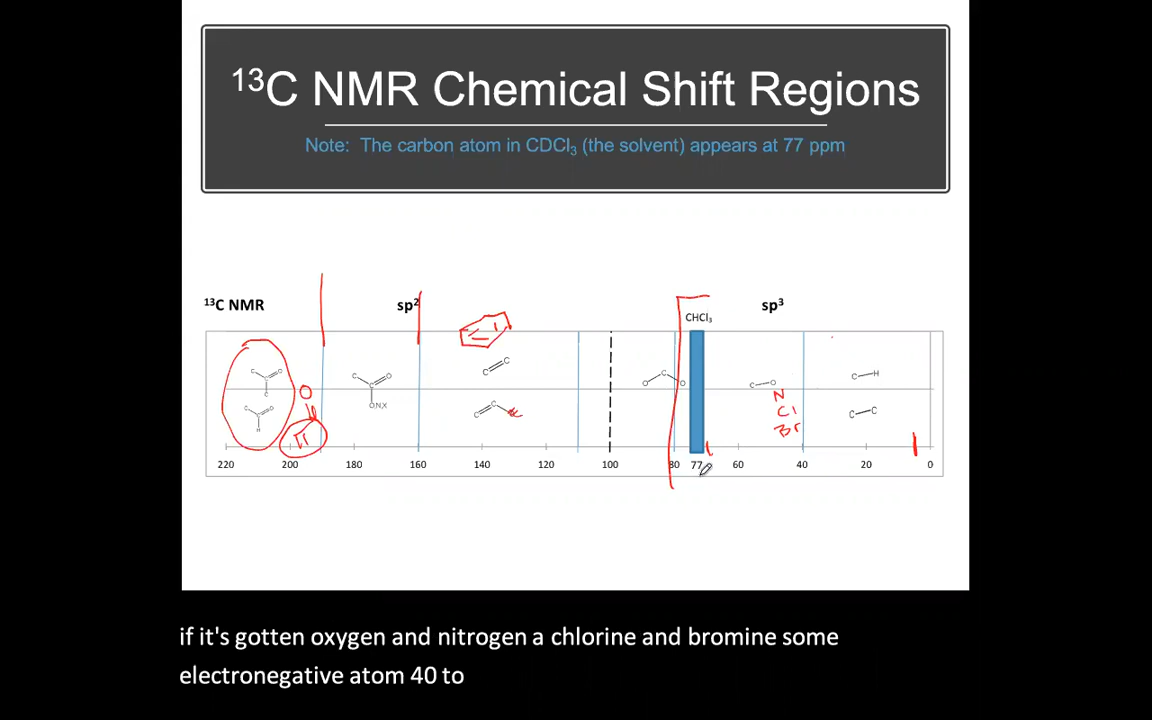 ¹³C NMR Chemical Shift Regions
Note: The carbon atom in CDCl₃ (the solvent) appears at 77 ppm
¹³C NMR
sp²
sp³
CHCl₃
C O C
C O H
C C O ONX
C C
C C
O C O
C O
N
Cl
Br
C H
C C
O
220 200 180 160 140 120 100 80 77 60 40 20 0
if it's gotten oxygen and nitrogen a chlorine and bromine some
electronegative atom 40 to